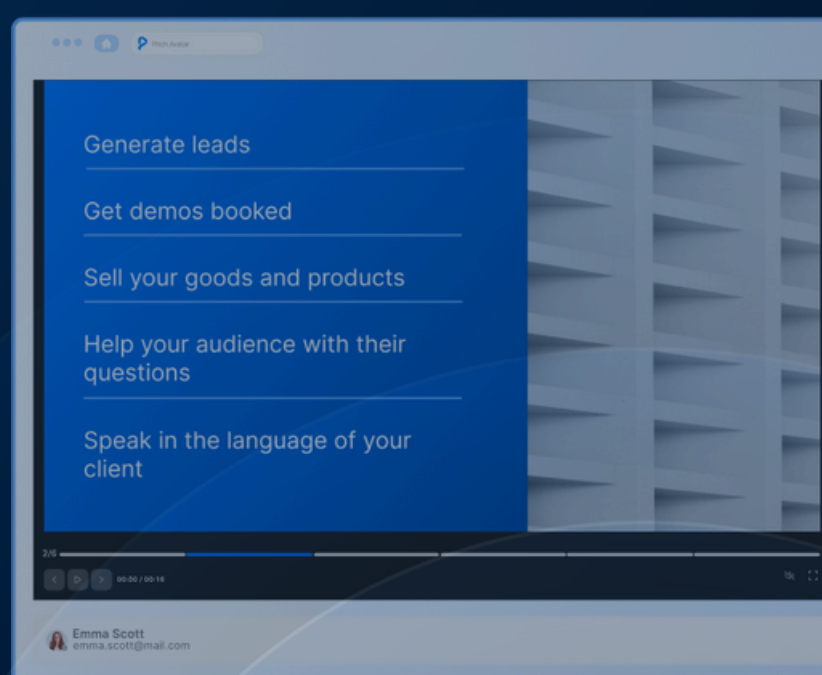 Pitch Avatar
Generate leads
Get demos booked
Sell your goods and products
Help your audience with their
questions
Speak in the language of your
client
2/6
00:00 / 00:16
Emma Scott
emma.scott@mail.com